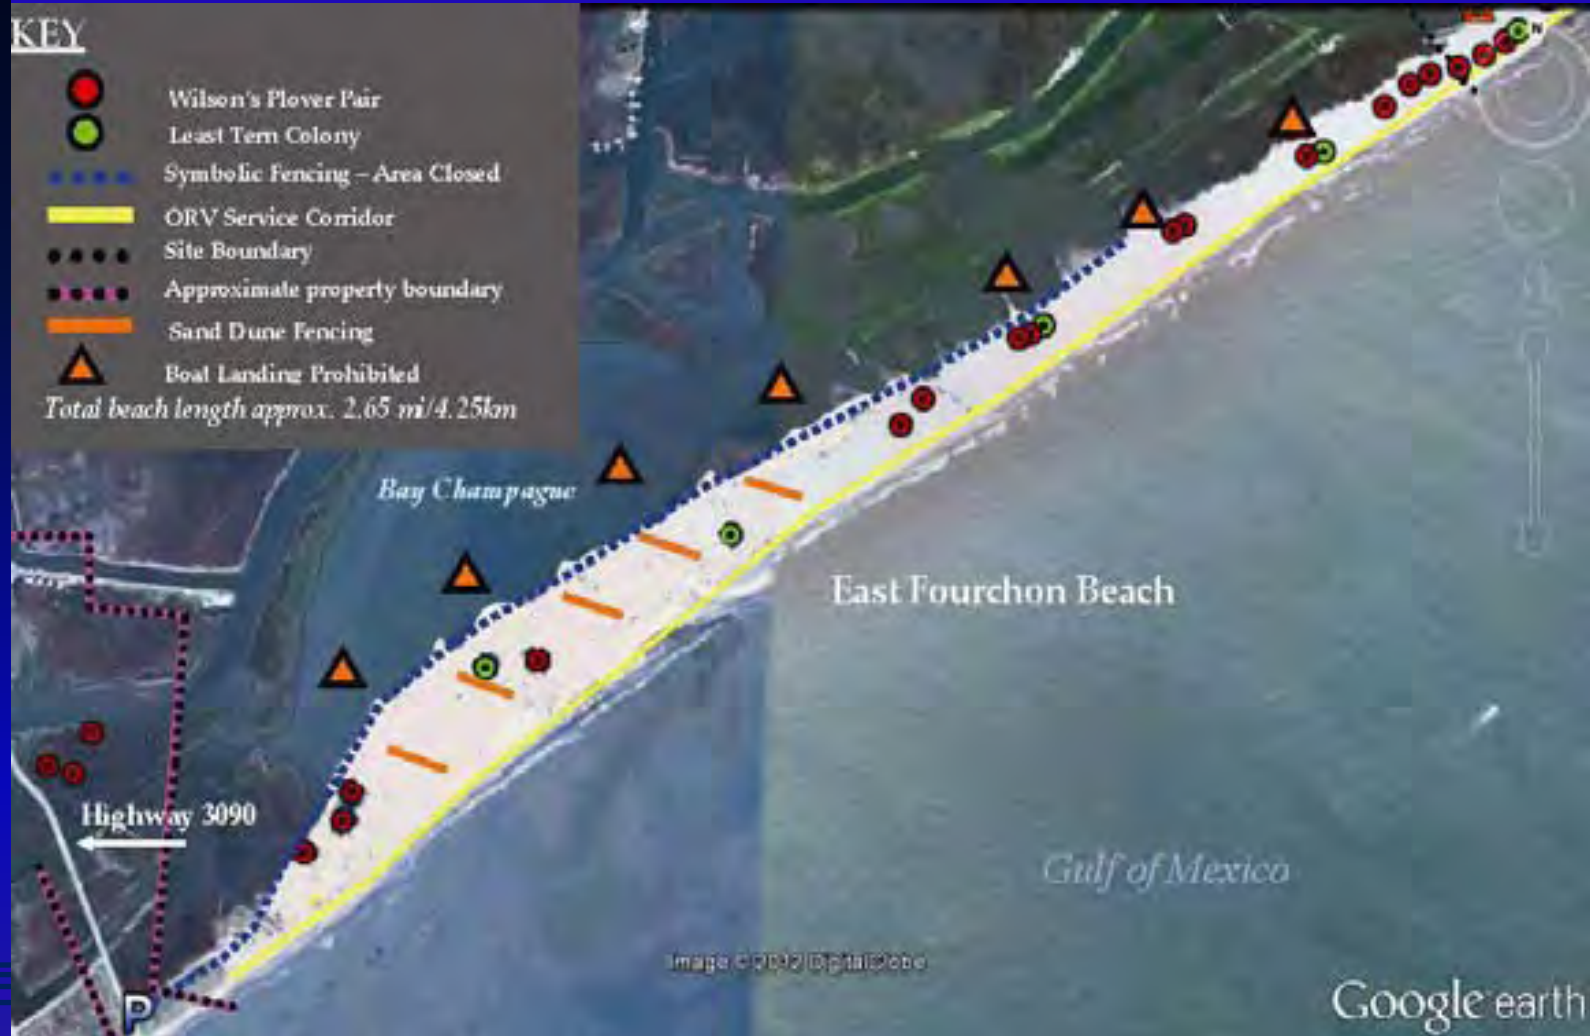 KEY
Wilson's Plover Pair
Least Tern Colony
Symbolic Fencing – Area Closed
ORV Service Corridor
Site Boundary
Approximate property boundary
Sand Dune Fencing
Boat Landing Prohibited
Total beach length approx. 2.65 mi/4.25km
N
Bay Champagne
East Fourchon Beach
Highway 3090
Gulf of Mexico
Image © 2012 DigitalGlobe
P
Google earth